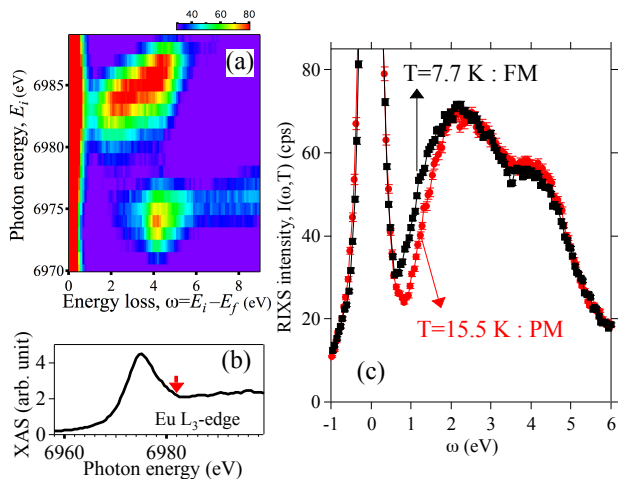 40 60 80
(a)
Photon energy, E_i
(eV)
6985
6980
6975
6970
0 2 4 6 8
Energy loss, ω=E_i−E_f (eV)
(b)
XAS (arb. unit)
4
2
0
Eu L₃-edge
6960 6980
Photon energy (eV)
RIXS intensity, I(ω,T) (cps)
80
60
40
20
0
T=7.7 K : FM
T=15.5 K : PM
(c)
-1 0 1 2 3 4 5 6
ω (eV)